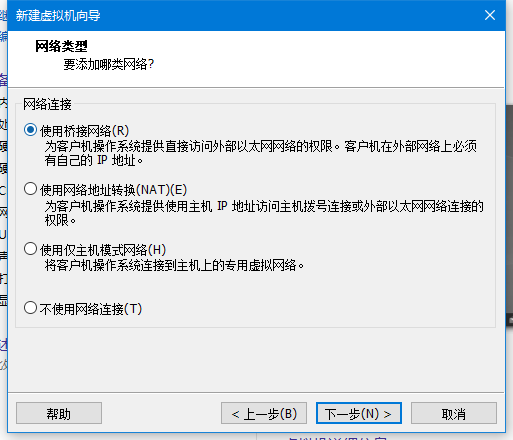 新建虚拟机向导
网络类型
要添加哪类网络?
网络连接
使用桥接网络(R)
为客户机操作系统提供直接访问外部以太网网络的权限。客户机在外部网络上必须
有自己的 IP 地址。
使用网络地址转换(NAT)(E)
为客户机操作系统提供使用主机 IP 地址访问主机拨号连接或外部以太网网络连接的
权限。
使用仅主机模式网络(H)
将客户机操作系统连接到主机上的专用虚拟网络。
不使用网络连接(T)
帮助
< 上一步(B)
下一步(N) >
取消